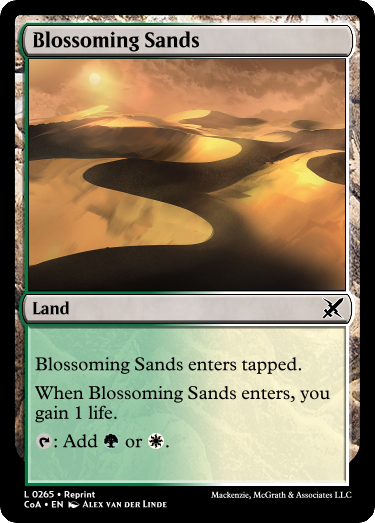 Blossoming Sands
Land
Blossoming Sands enters tapped.
When Blossoming Sands enters, you
gain 1 life.
: Add or .
L 0265 • Reprint
CoA • EN Alex van der Linde
Mackenzie, McGrath & Associates LLC